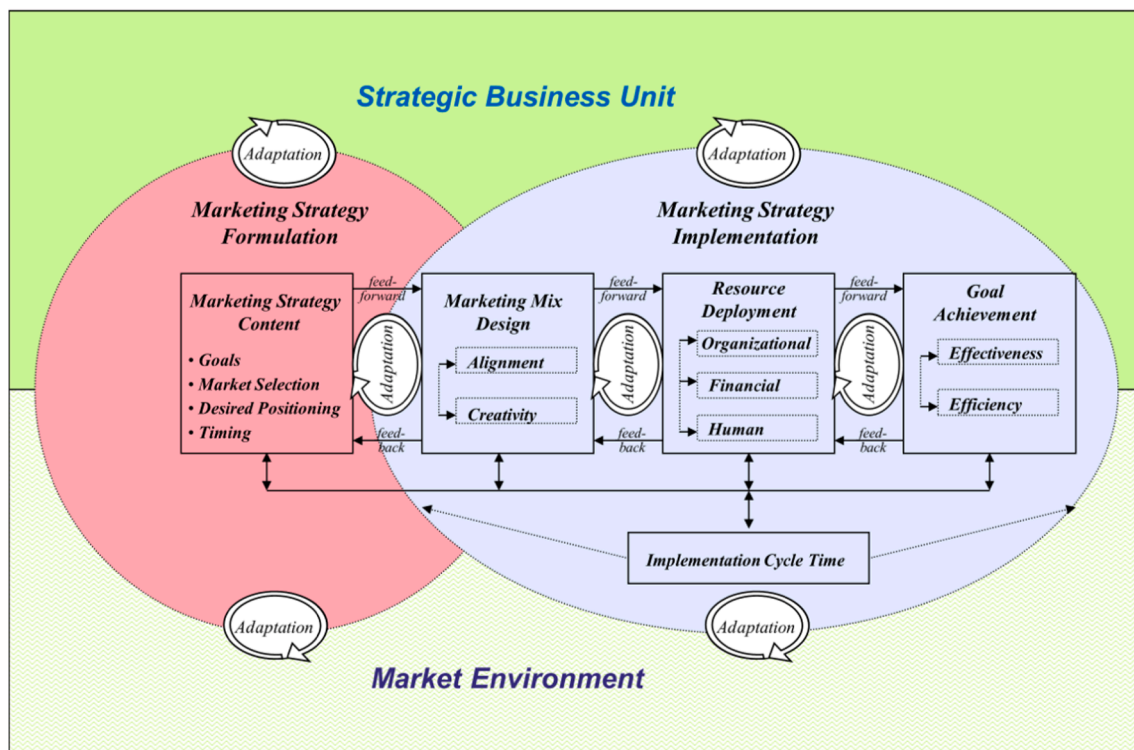 Strategic Business Unit
Adaptation
Adaptation
Marketing Strategy
Formulation
Marketing Strategy
Implementation
Marketing Strategy
Content
• Goals
• Market Selection
• Desired Positioning
• Timing
feed-
forward
Adaptation
feed-
back
Marketing Mix
Design
Alignment
Creativity
feed-
forward
Adaptation
feed-
back
Resource
Deployment
Organizational
Financial
Human
feed-
forward
Adaptation
feed-
back
Goal
Achievement
Effectiveness
Efficiency
Implementation Cycle Time
Adaptation
Adaptation
Market Environment